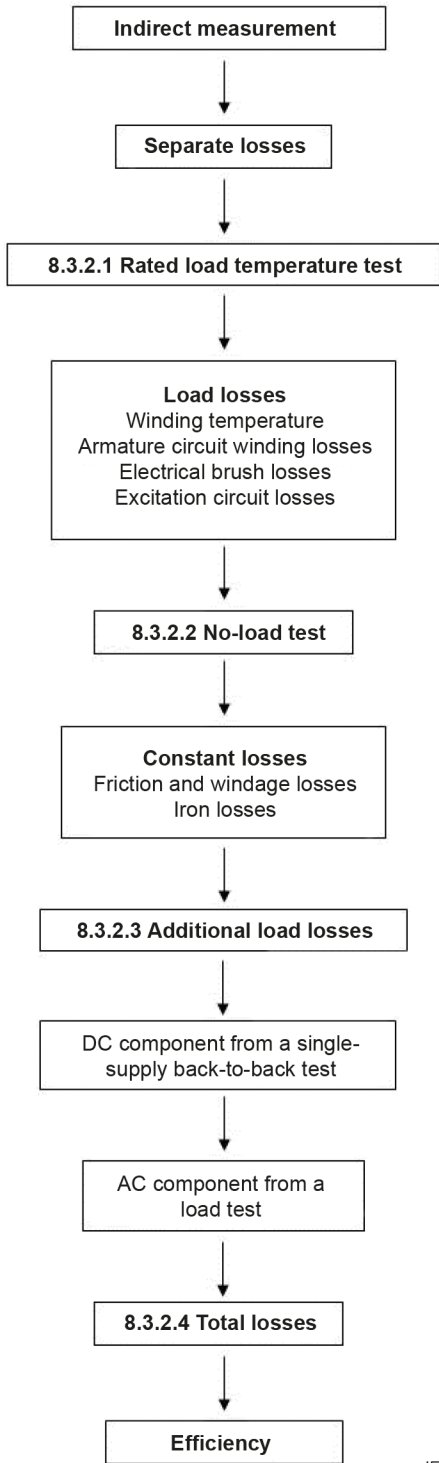 Indirect measurement
Separate losses
8.3.2.1 Rated load temperature test
Load losses
Winding temperature
Armature circuit winding losses
Electrical brush losses
Excitation circuit losses
8.3.2.2 No-load test
Constant losses
Friction and windage losses
Iron losses
8.3.2.3 Additional load losses
DC component from a single-
supply back-to-back test
AC component from a
load test
8.3.2.4 Total losses
Efficiency